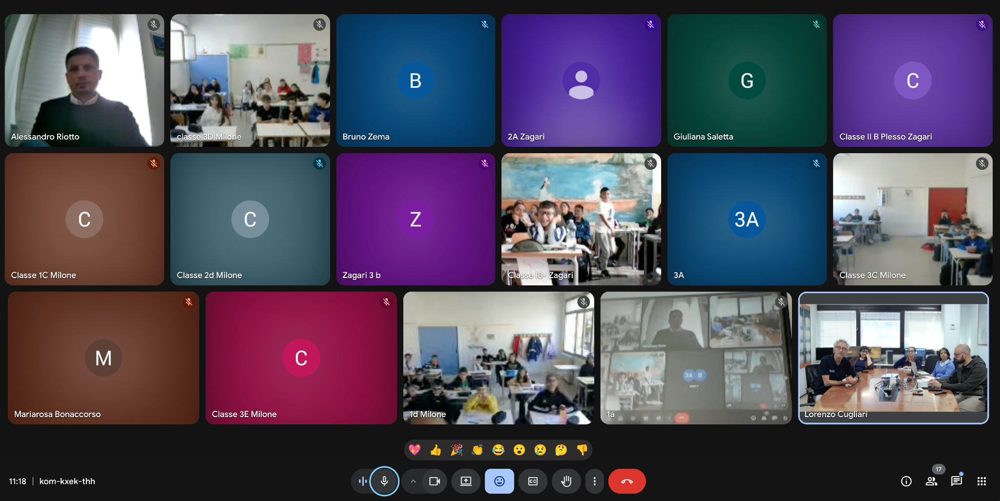 Alessandro Riotto
classe 3D Milone
B
Bruno Zema
2A Zagari
G
Giuliana Saletta
C
Classe II B Plesso Zagari
C
Classe 1C Milone
C
Classe 2d Milone
Z
Zagari 3 b
Classe IB- Zagari
3A
3A
Classe 3C Milone
M
Mariarosa Bonaccorso
C
Classe 3E Milone
1d Milone
3A B
1a
Lorenzo Cugliari
11:18 | kom-kxek-thh
CC
17